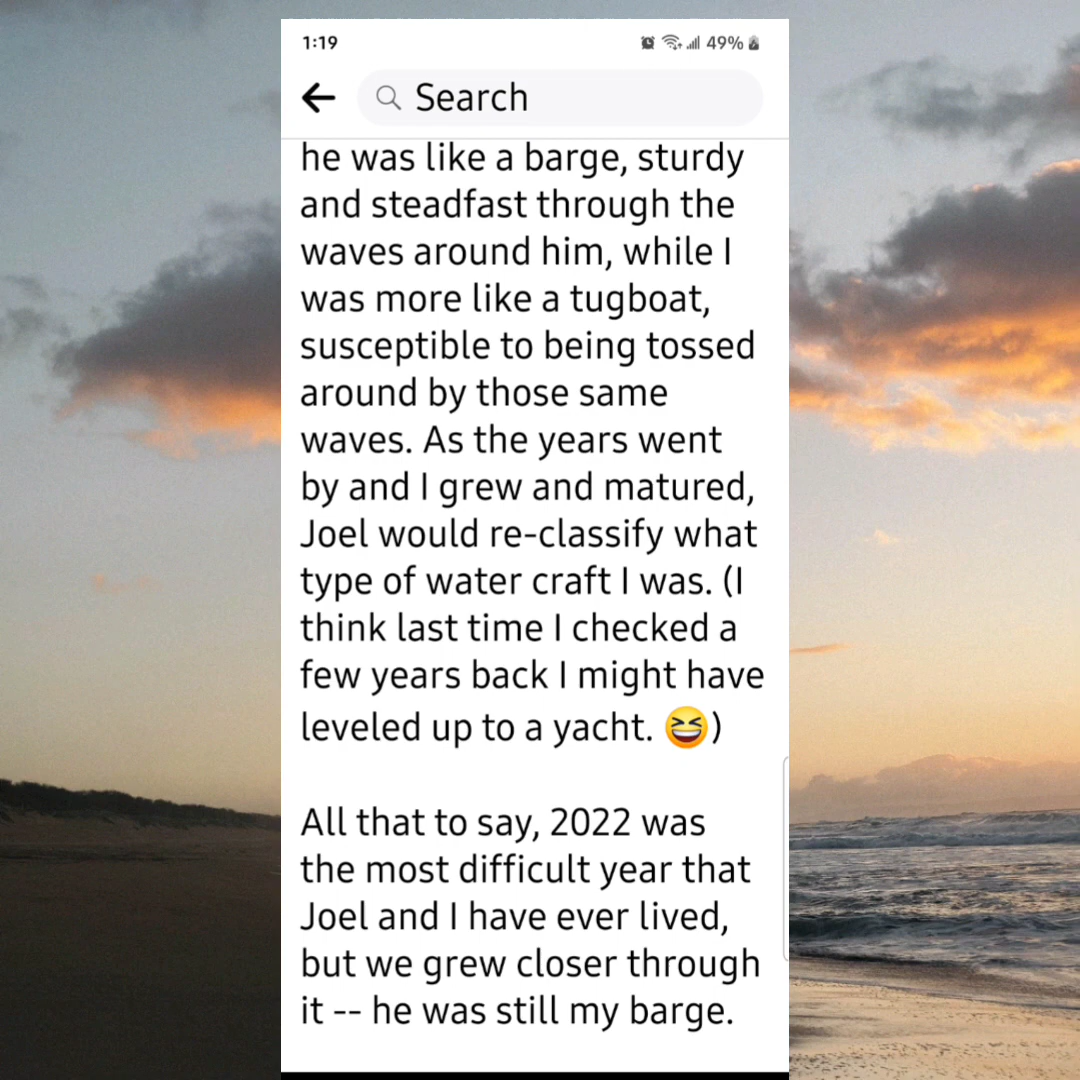 1:19 49%
Search
he was like a barge, sturdy
and steadfast through the
waves around him, while I
was more like a tugboat,
susceptible to being tossed
around by those same
waves. As the years went
by and I grew and matured,
Joel would re-classify what
type of water craft I was. (I
think last time I checked a
few years back I might have
leveled up to a yacht. 😆)
All that to say, 2022 was
the most difficult year that
Joel and I have ever lived,
but we grew closer through
it -- he was still my barge.